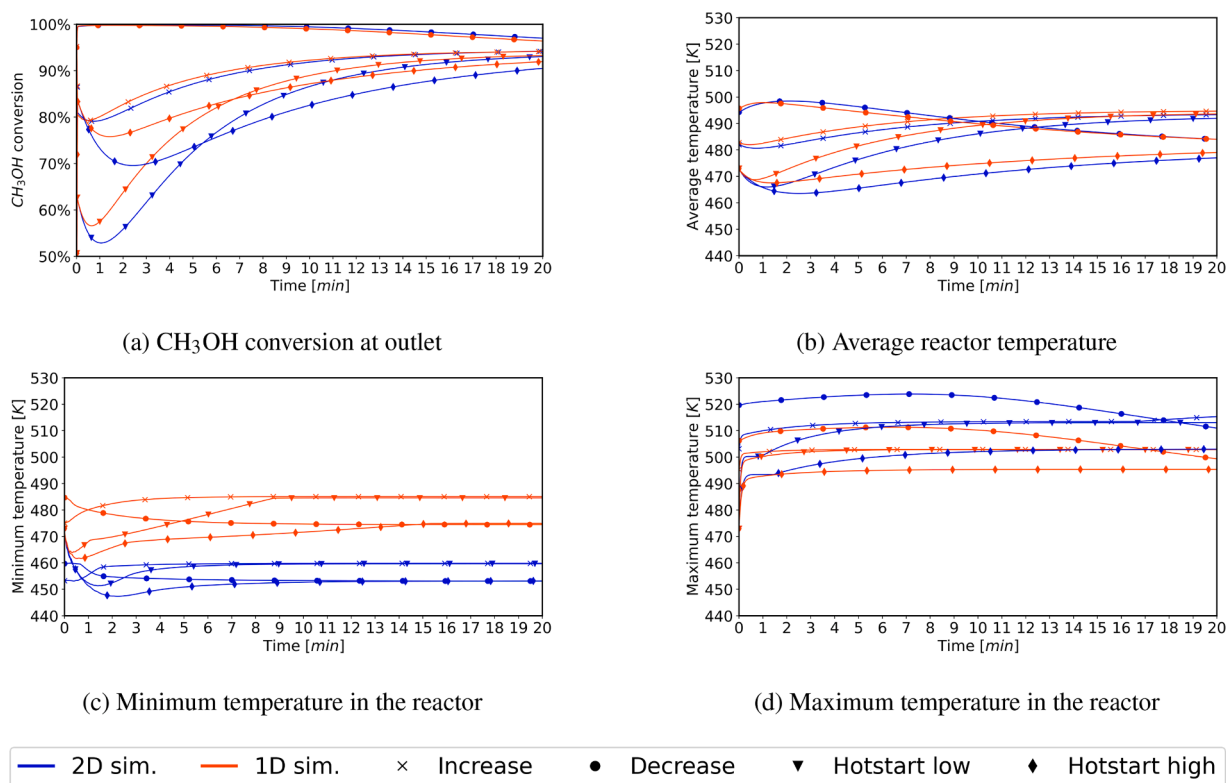 100%
90%
80%
70%
60%
50%
CH₃OH conversion
0 1 2 3 4 5 6 7 8 9 10 11 12 13 14 15 16 17 18 19 20
Time [min]
(a) CH₃OH conversion at outlet
530
520
510
500
490
480
470
460
450
440
Average temperature [K]
0 1 2 3 4 5 6 7 8 9 10 11 12 13 14 15 16 17 18 19 20
Time [min]
(b) Average reactor temperature
530
520
510
500
490
480
470
460
450
440
Minimum temperature [K]
0 1 2 3 4 5 6 7 8 9 10 11 12 13 14 15 16 17 18 19 20
Time [min]
(c) Minimum temperature in the reactor
530
520
510
500
490
480
470
460
450
440
Maximum temperature [K]
0 1 2 3 4 5 6 7 8 9 10 11 12 13 14 15 16 17 18 19 20
Time [min]
(d) Maximum temperature in the reactor
2D sim. 1D sim. Increase Decrease Hotstart low Hotstart high